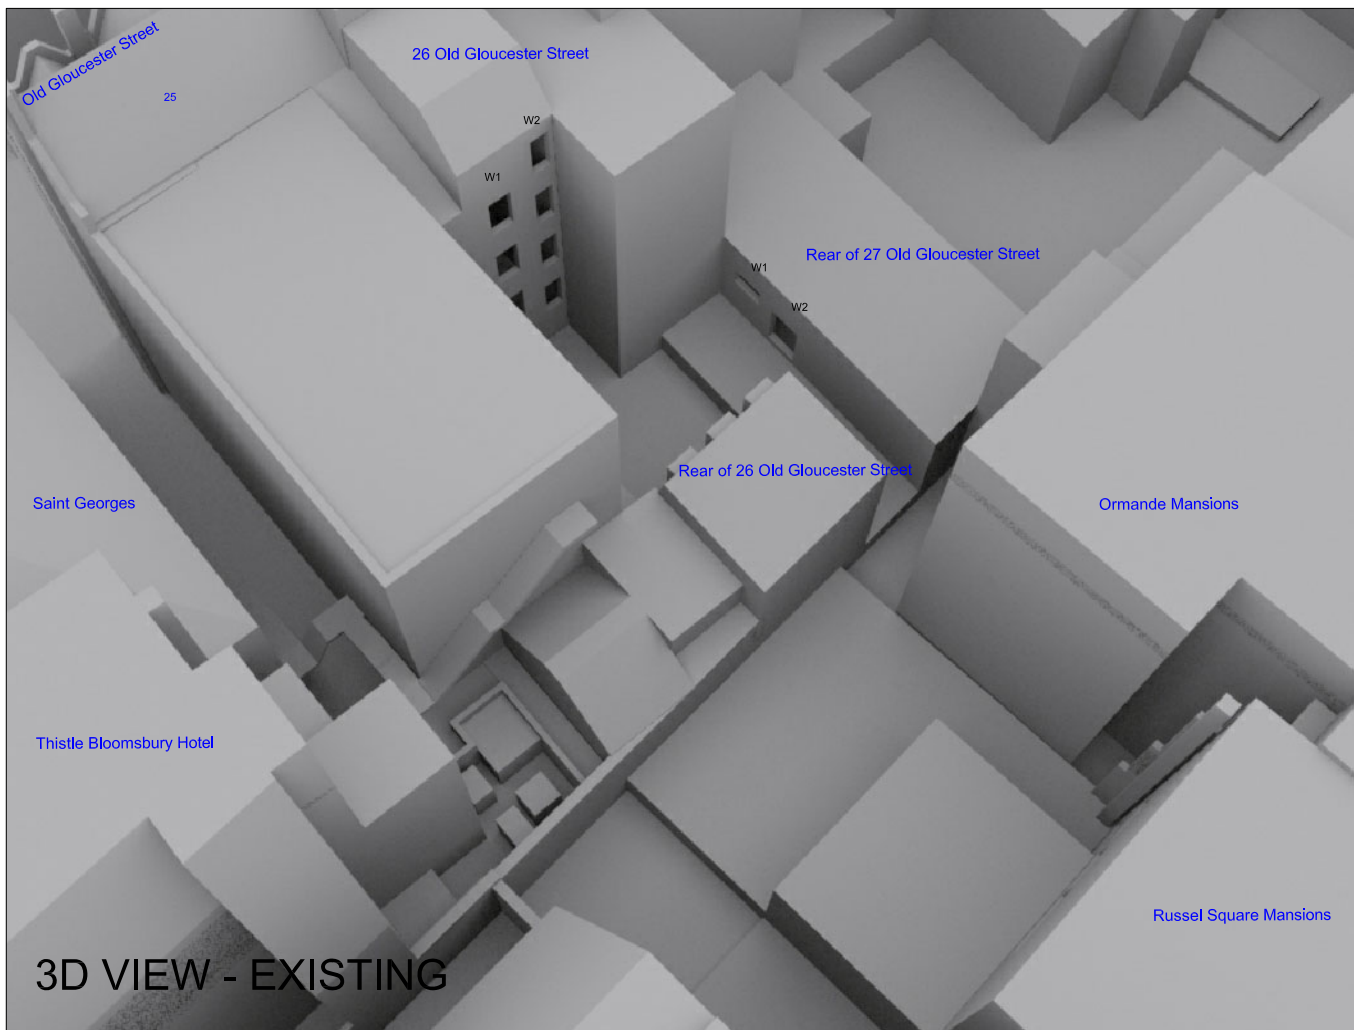 Old Gloucester Street
26 Old Gloucester Street
25
W2
W1
Rear of 27 Old Gloucester Street
W1
W2
Rear of 26 Old Gloucester Street
Saint Georges
Ormande Mansions
Thistle Bloomsbury Hotel
Russel Square Mansions
3D VIEW - EXISTING